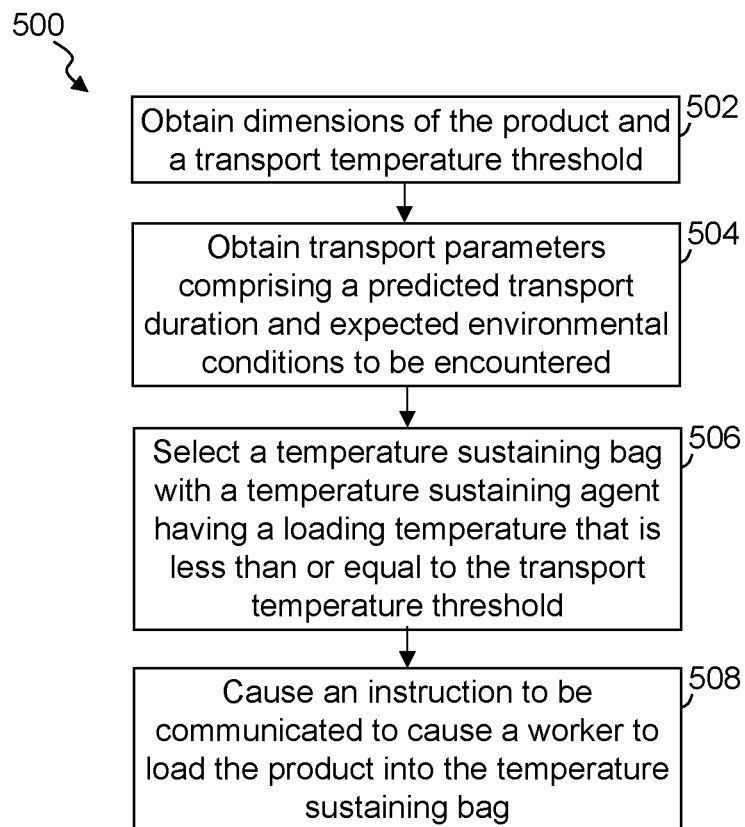 500
502
Obtain dimensions of the product and
a transport temperature threshold
504
Obtain transport parameters
comprising a predicted transport
duration and expected environmental
conditions to be encountered
506
Select a temperature sustaining bag
with a temperature sustaining agent
having a loading temperature that is
less than or equal to the transport
temperature threshold
508
Cause an instruction to be
communicated to cause a worker to
load the product into the temperature
sustaining bag